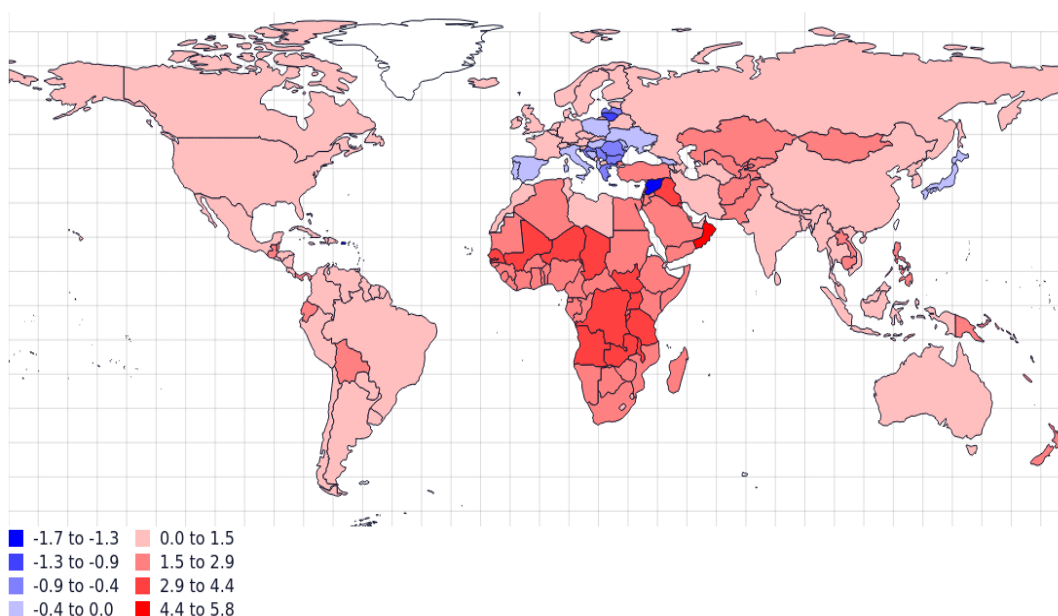 -1.7 to -1.3
-1.3 to -0.9
-0.9 to -0.4
-0.4 to 0.0
0.0 to 1.5
1.5 to 2.9
2.9 to 4.4
4.4 to 5.8